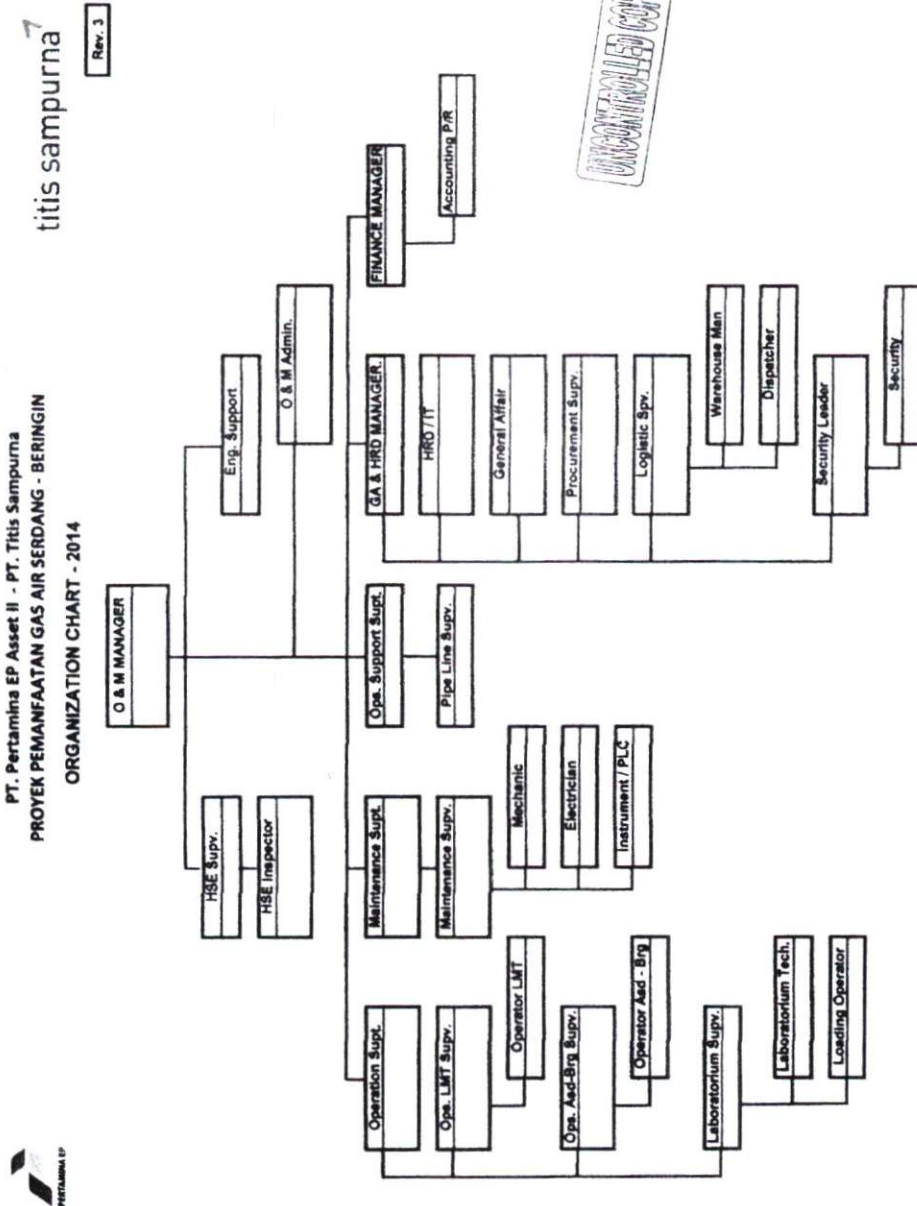 PERTAMINA EP
PT. Pertamina EP Asset II - PT. Titis Sampurna
PROYEK PEMANFAATAN GAS AIR SERDANG - BERINGIN
ORGANIZATION CHART - 2014
titis sampurna
Rev. 3
O & M MANAGER
HSE Supv.
HSE Inspector
Eng. Support
O & M Admin.
Operation Supt.
Ops. LMT Supv.
Operator LMT
Ops. Asd-Brg Supv.
Operator Asd - Brg
Laboratorium Supv.
Laboratorium Tech.
Loading Operator
Maintenance Supt.
Maintenance Supv.
Mechanic
Electrician
Instrument / PLC
Ops. Support Supt.
Pipe Line Supv.
GA & HRD MANAGER.
HRD / IT
General Affair
Procurement Supv.
Logistic Spv.
Warehouse Man
Dispatcher
Security Leader
Security
FINANCE MANAGER
Accounting P/R
UNCONTROLLED COP